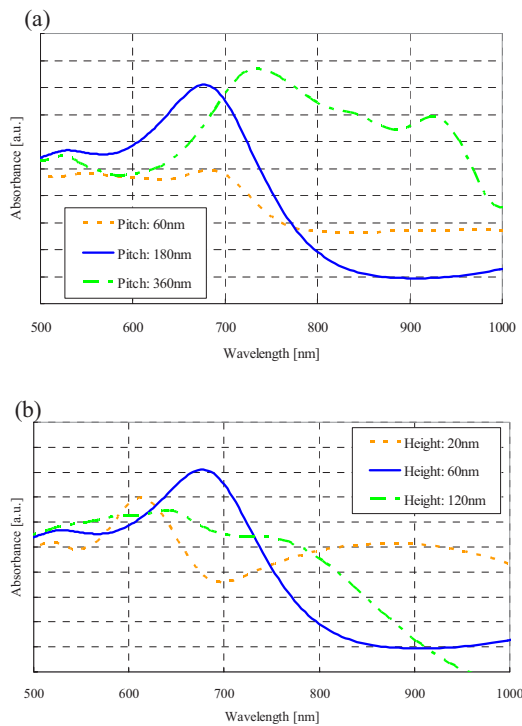 (a)
Absorbance [a.u.]
Pitch: 60nm
Pitch: 180nm
Pitch: 360nm
500 600 700 800 900 1000
Wavelength [nm]
(b)
Absorbance [a.u.]
Height: 20nm
Height: 60nm
Height: 120nm
500 600 700 800 900 1000
Wavelength [nm]